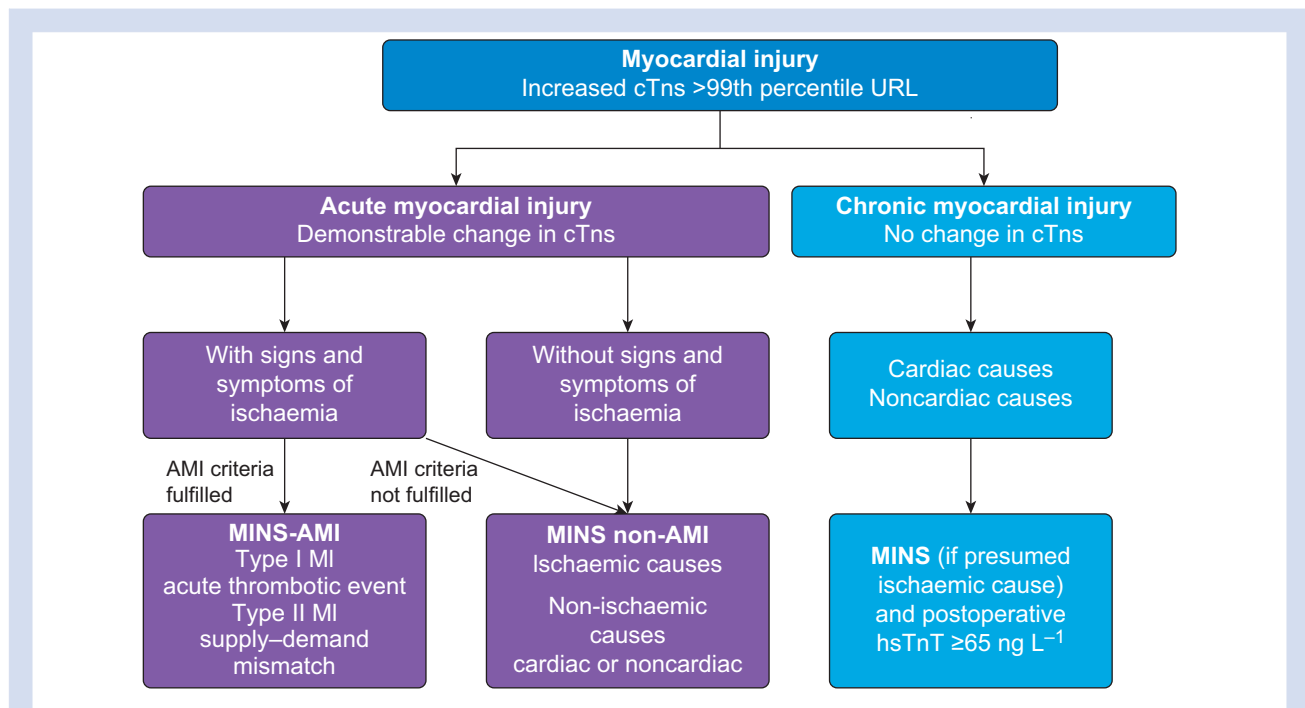 Myocardial injury
Increased cTns >99th percentile URL
Acute myocardial injury
Demonstrable change in cTns
Chronic myocardial injury
No change in cTns
With signs and
symptoms of
ischaemia
Without signs and
symptoms of
ischaemia
Cardiac causes
Noncardiac causes
AMI criteria
fulfilled
AMI criteria
not fulfilled
MINS-AMI
Type I MI
acute thrombotic event
Type II MI
supply–demand
mismatch
MINS non-AMI
Ischaemic causes
Non-ischaemic
causes
cardiac or noncardiac
MINS (if presumed
ischaemic cause)
and postoperative
hsTnT ≥65 ng L⁻¹